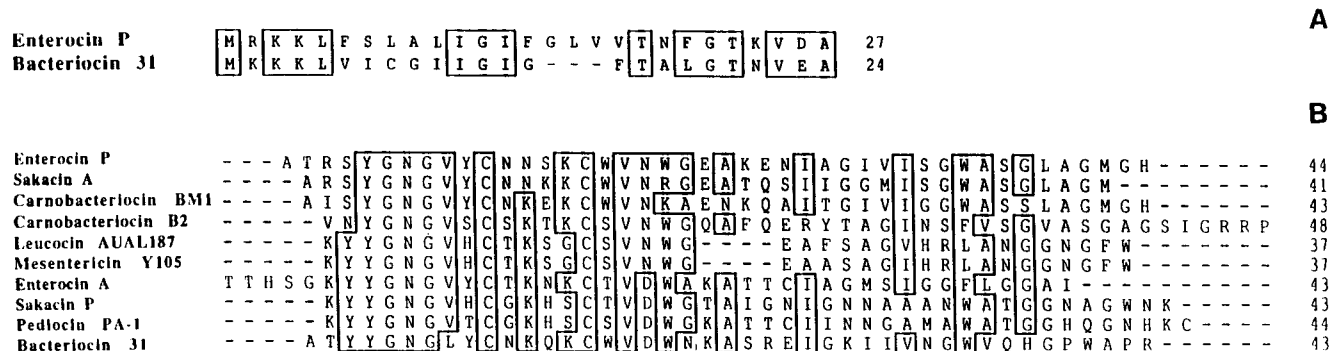 A
Enterocin P M R K K L F S L A L I G I F G L V V T N F G T K V D A 27
Bacteriocin 31 M K K K L V I C G I I G I G - - - F T A L G T N V E A 24
B
Enterocin P - - - A T R S Y G N G V Y C N N S K C W V N W G E A K E N I A G I V I S G W A S G L A G M G H - - - - - - 44
Sakacin A - - - - A R S Y G N G V Y C N N K K C W V N R G E A T Q S I I G G M I S G W A S G L A G M - - - - - - - - 41
Carnobacteriocin BM1 - - - - A I S Y G N G V Y C N K E K C W V N K A E N K Q A I T G I V I G G W A S S L A G M G H - - - - - - 43
Carnobacteriocin B2 - - - - - V N Y G N G V S C S K T K C S V N W G Q A F Q E R Y T A G I N S F V S G V A S G A G S I G R R P 48
Leucocin AUAL187 - - - - - K Y Y G N G V H C T K S G C S V N W G - - - - E A F S A G V H R L A N G G N G F W - - - - - - - 37
Mesentericin Y105 - - - - - K Y Y G N G V H C T K S G C S V N W G - - - - E A A S A G I H R L A N G G N G F W - - - - - - - 37
Enterocin A T T H S G K Y Y G N G V Y C T K N K C T V D W A K A T T C I A G M S I G G F L G G A I - - - - - - - - - 43
Sakacin P - - - - - K Y Y G N G V H C G K H S C T V D W G T A I G N I G N N A A A N W A T G G N A G W N K - - - - - 43
Pediocin PA-1 - - - - - K Y Y G N G V T C G K H S C S V D W G K A T T C I I N N G A M A W A T G G H Q G N H K C - - - - - 44
Bacteriocin 31 - - - - A T Y Y G N G L Y C N K Q K C W V D W N K A S R E I G K I I V N G W V Q H G P W A P R - - - - - - 43